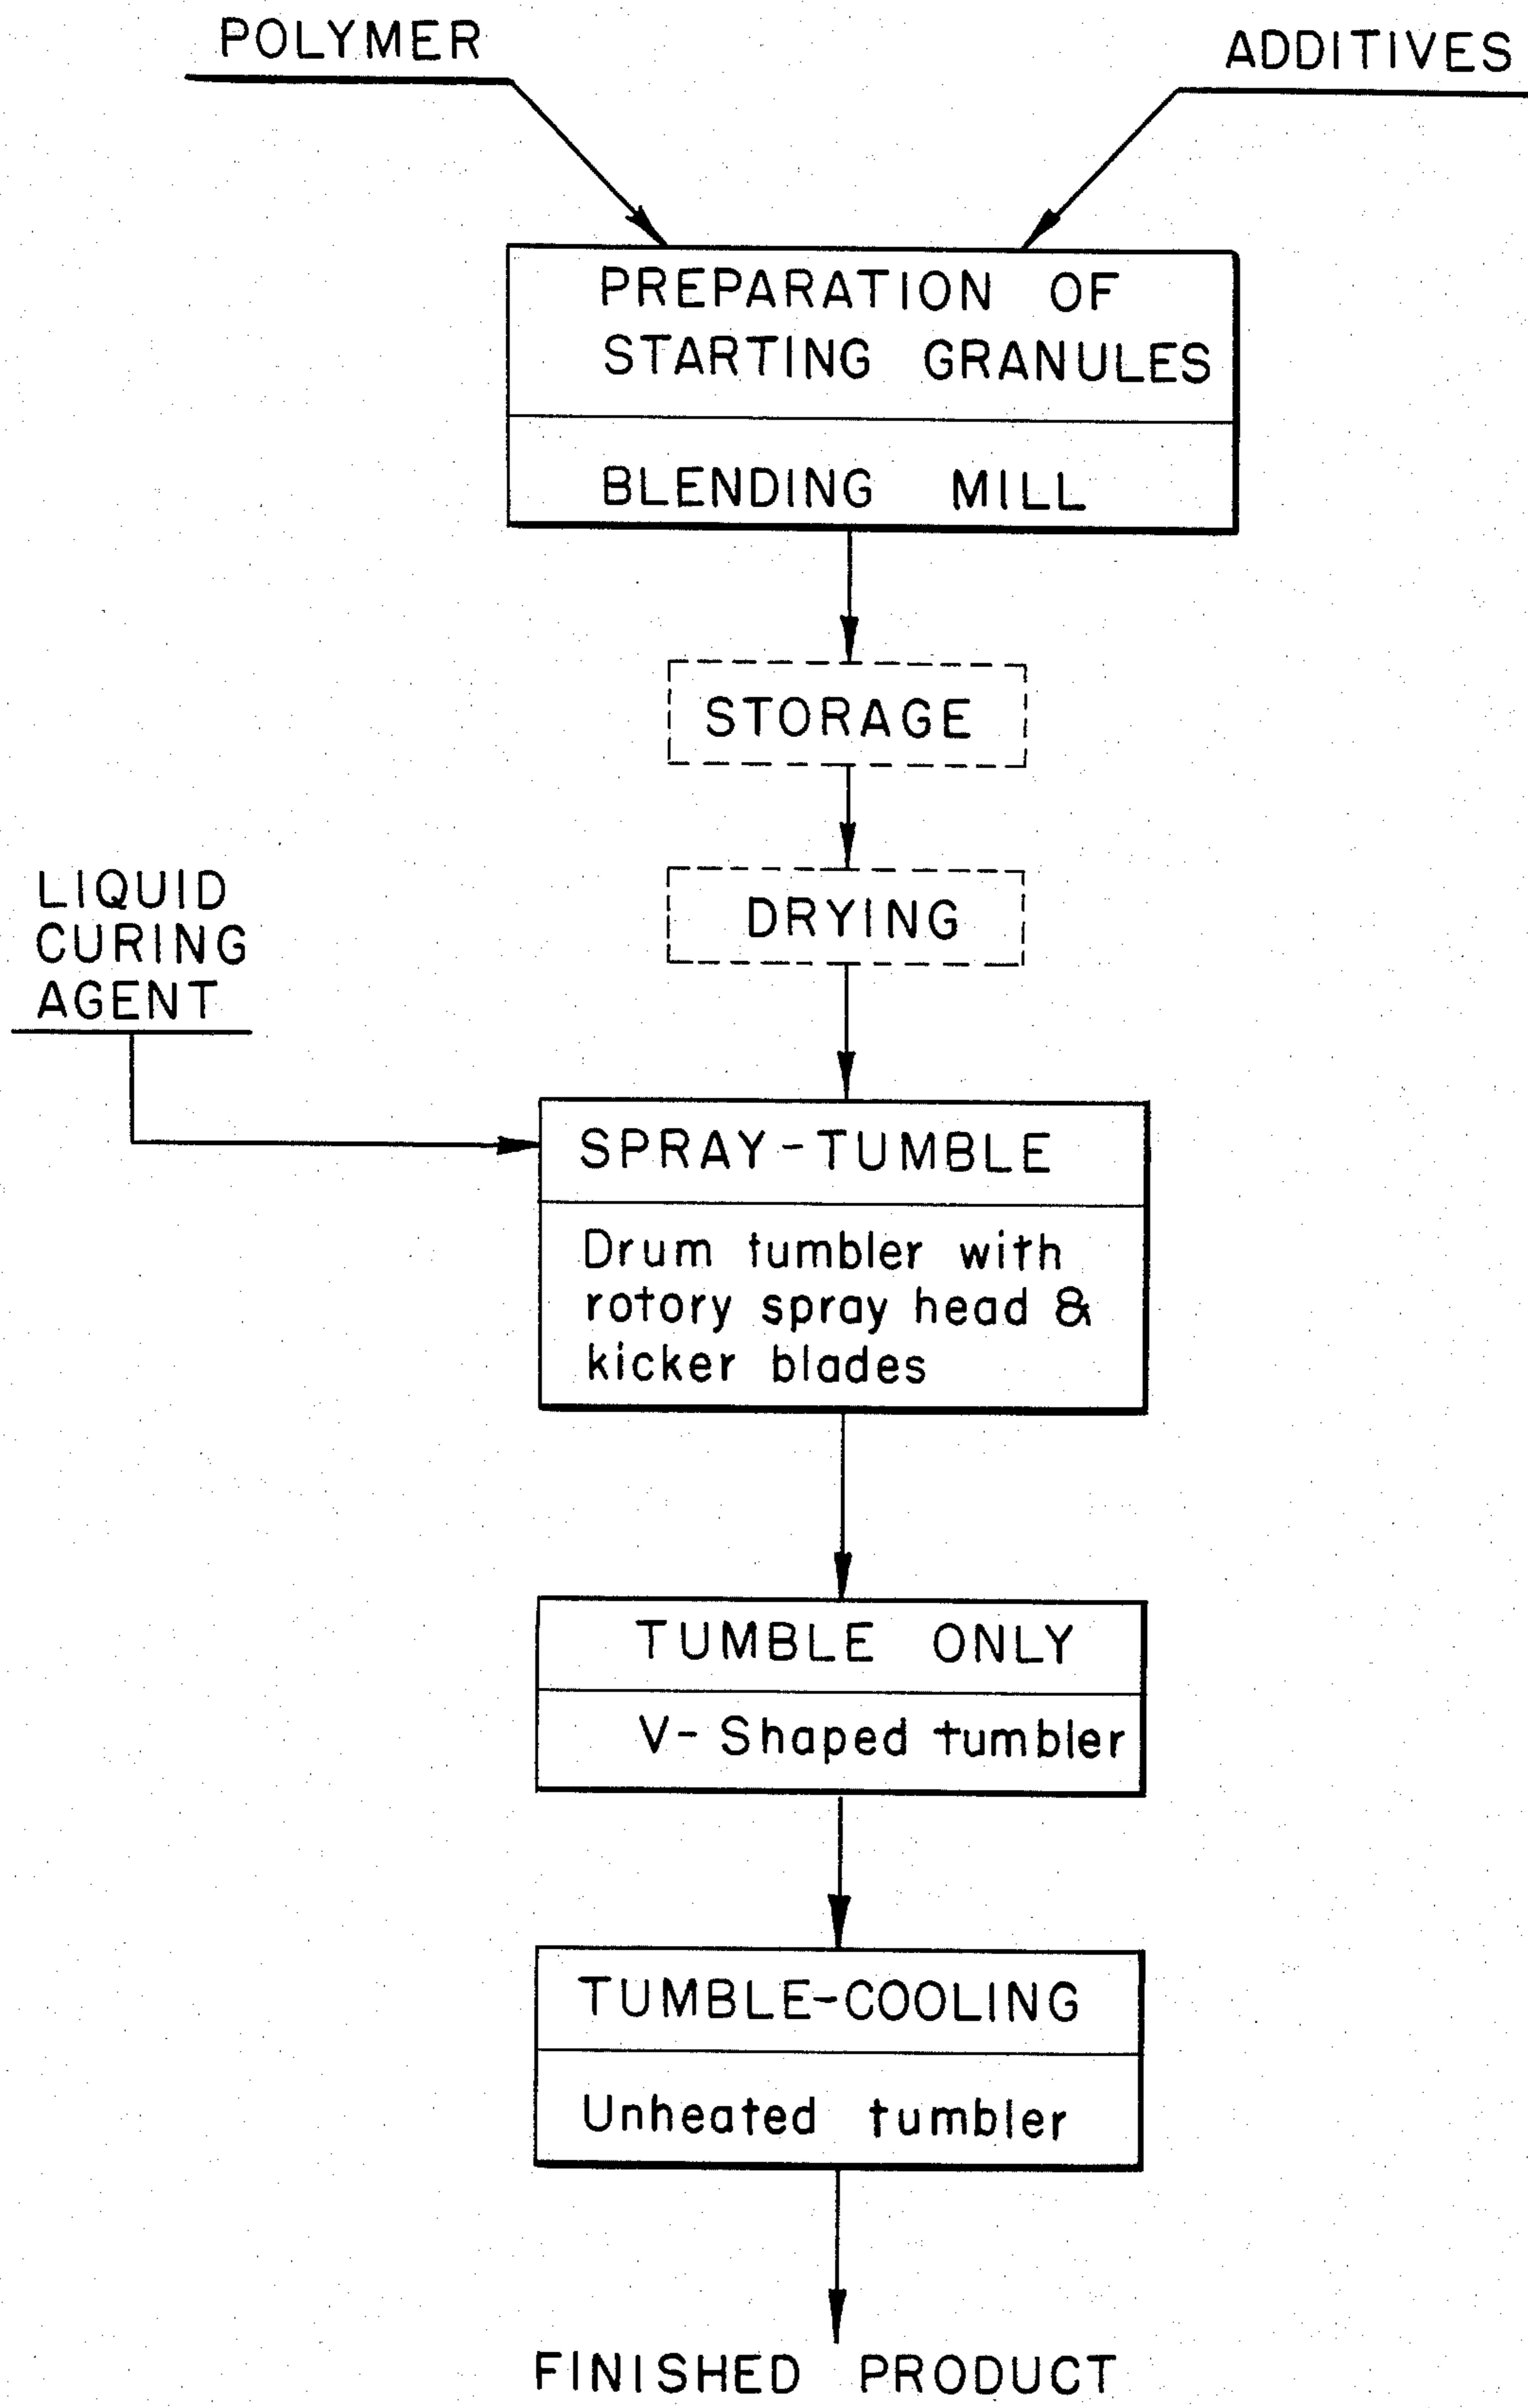 POLYMER
ADDITIVES
PREPARATION OF
STARTING GRANULES
BLENDING MILL
STORAGE
DRYING
LIQUID
CURING
AGENT
SPRAY-TUMBLE
Drum tumbler with
rotory spray head &
kicker blades
TUMBLE ONLY
V-Shaped tumbler
TUMBLE-COOLING
Unheated tumbler
FINISHED PRODUCT